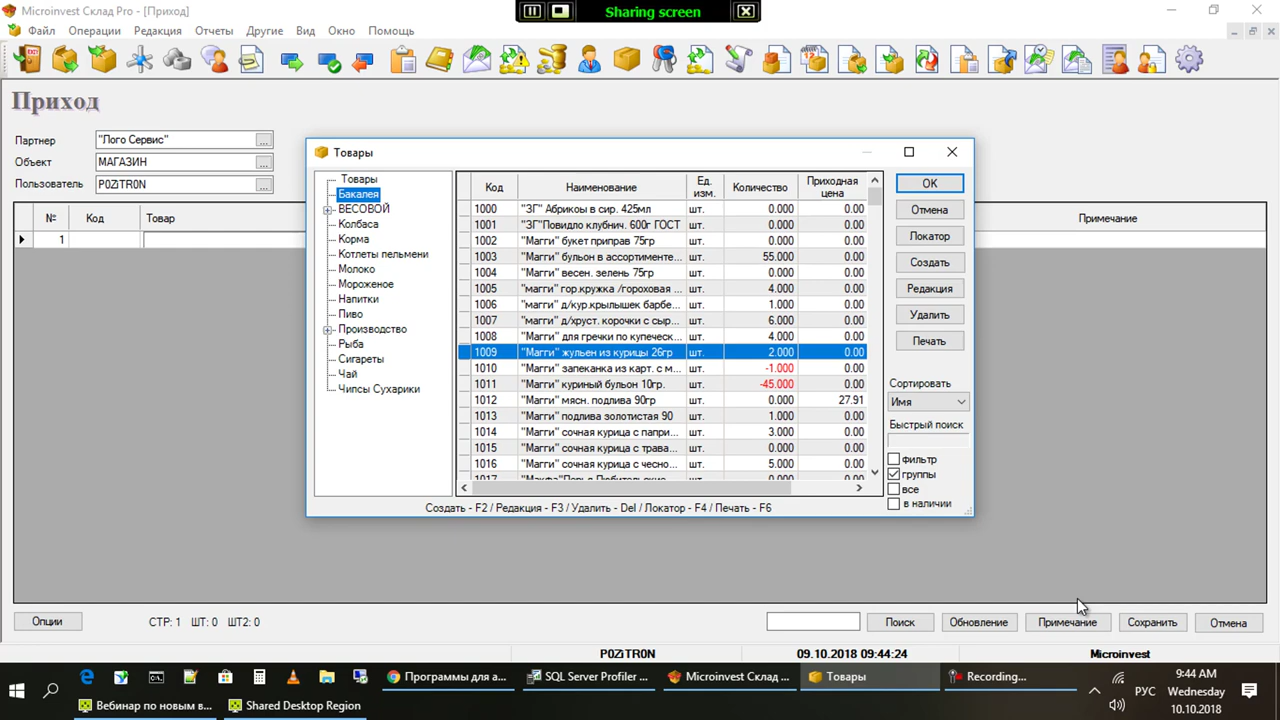 Microinvest Склад Pro - [Приход]
Sharing screen
Файл Операции Редакция Отчеты Другие Вид Окно Помощь
EXIT
Приход
Партнер "Лого Сервис" ...
Объект МАГАЗИН ...
Пользователь P0ZiTR0N ...
№ Код Товар Примечание
1
Товары
Товары
Бакалея
ВЕСОВОЙ
Колбаса
Корма
Котлеты пельмени
Молоко
Мороженое
Напитки
Пиво
Производство
Рыба
Сигареты
Чай
Чипсы Сухарики
Код Наименование Ед. изм. Количество Приходная цена
1000 "ЗГ" Абрикоы в сир. 425мл шт. 0.000 0.00
1001 "ЗГ"Повидло клубнич. 600г ГОСТ шт. 0.000 0.00
1002 "Магги" букет приправ 75гр шт. 0.000 0.00
1003 "Магги" бульон в ассортименте... шт. 55.000 0.00
1004 "Магги" весен. зелень 75гр шт. 0.000 0.00
1005 "магги" гор.кружка /гороховая ... шт. 4.000 0.00
1006 "магги" д/кур.крылышек барбе... шт. 1.000 0.00
1007 "магги" д/хруст. корочки с сыр... шт. 6.000 0.00
1008 "Магги" для гречки по купеческ... шт. 4.000 0.00
1009 "Магги" жульен из курицы 26гр шт. 2.000 0.00
1010 "Магги" запеканка из карт. с м... шт. -1.000 0.00
1011 "Магги" куриный бульон 10гр. шт. -45.000 0.00
1012 "Магги" мясн. подлива 90гр шт. 0.000 27.91
1013 "Магги" подлива золотистая 90 шт. 1.000 0.00
1014 "Магги" сочная курица с папри... шт. 3.000 0.00
1015 "Магги" сочная курица с трава... шт. 0.000 0.00
1016 "Магги" сочная курица с чесно... шт. 5.000 0.00
1017 "Макфа"Перья Любительские шт. 0.000 0.00
OK
Отмена
Локатор
Создать
Редакция
Удалить
Печать
Сортировать
Имя
Быстрый поиск
фильтр
группы
все
в наличии
Создать - F2 / Редакция - F3 / Удалить - Del / Локатор - F4 / Печать - F6
Опции СТР: 1 ШТ: 0 ШТ2: 0 Поиск Обновление Примечание Сохранить Отмена
P0ZiTR0N 09.10.2018 09:44:24 Microinvest
Программы для а... SQL Server Profiler ... Microinvest Склад ... Товары Recording...
РУС
9:44 AM
Wednesday
10.10.2018
Вебинар по новым в... Shared Desktop Region